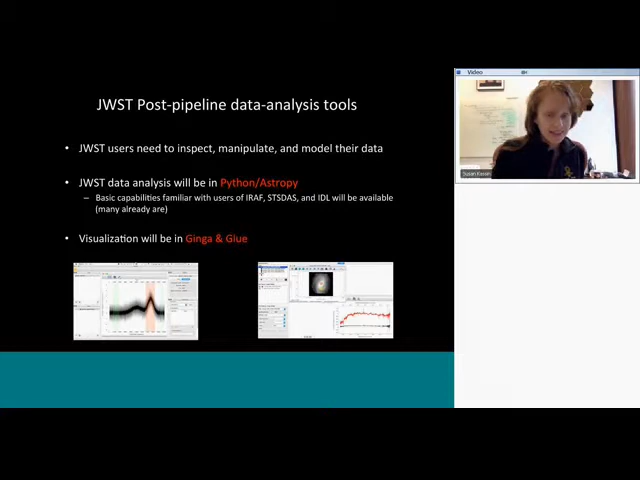 JWST Post-pipeline data-analysis tools
• JWST users need to inspect, manipulate, and model their data
• JWST data analysis will be in Python/Astropy
– Basic capabilities familiar with users of IRAF, STSDAS, and IDL will be available
(many already are)
• Visualization will be in Ginga & Glue
Video